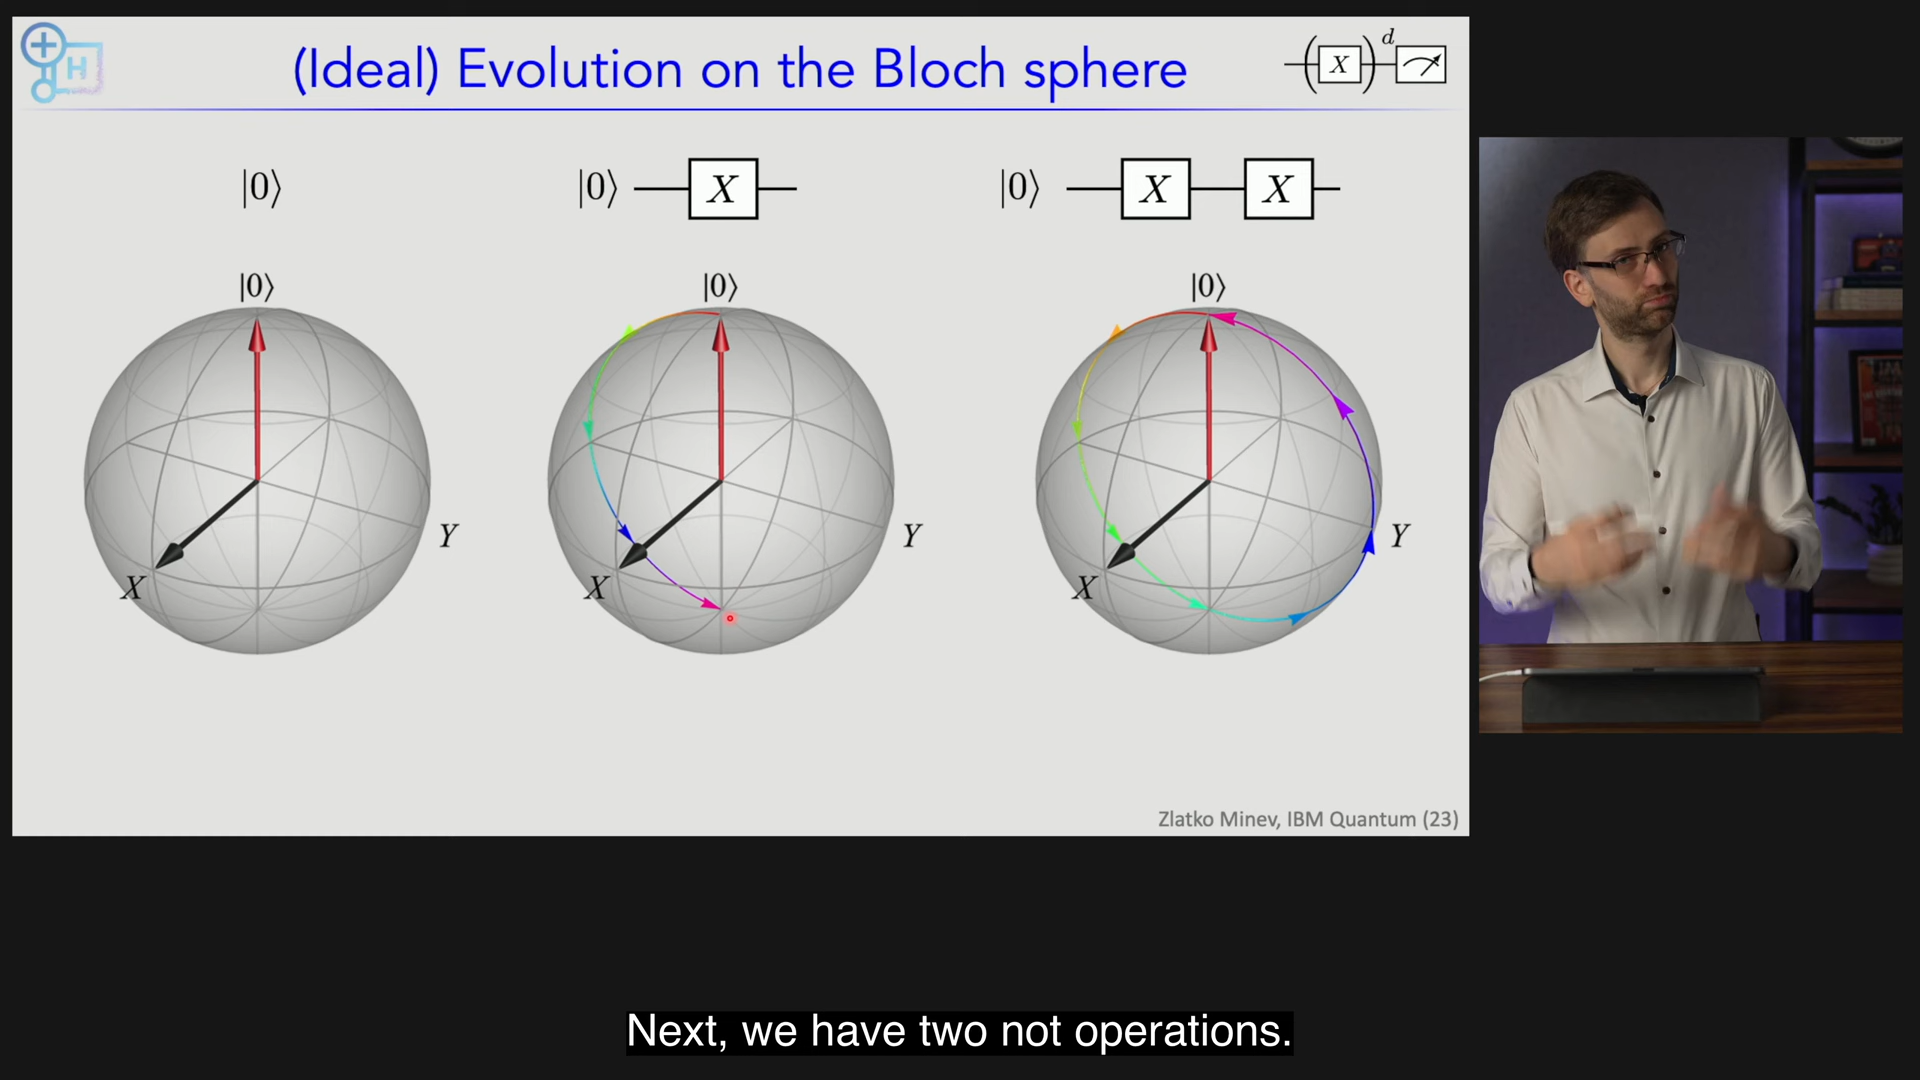 H
(Ideal) Evolution on the Bloch sphere
(X)^d
|0⟩
|0⟩ X
|0⟩ X X
|0⟩
X
Y
|0⟩
X
Y
|0⟩
X
Y
Zlatko Minev, IBM Quantum (23)
Next, we have two not operations.